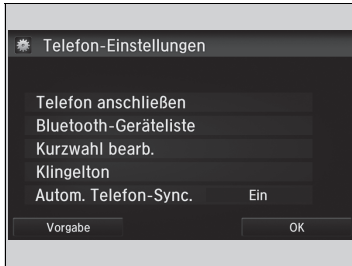 Telefon-Einstellungen
Telefon anschließen
Bluetooth-Geräteliste
Kurzwahl bearb.
Klingelton
Autom. Telefon-Sync. Ein
Vorgabe OK